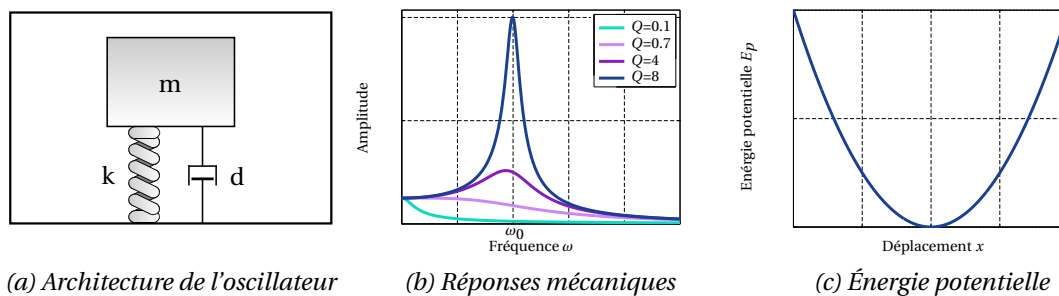 m
k
d
(a) Architecture de l'oscillateur
Amplitude
Q=0.1
Q=0.7
Q=4
Q=8
ω0
Fréquence ω
(b) Réponses mécaniques
Enérgie potentielle Ep
Déplacement x
(c) Énergie potentielle